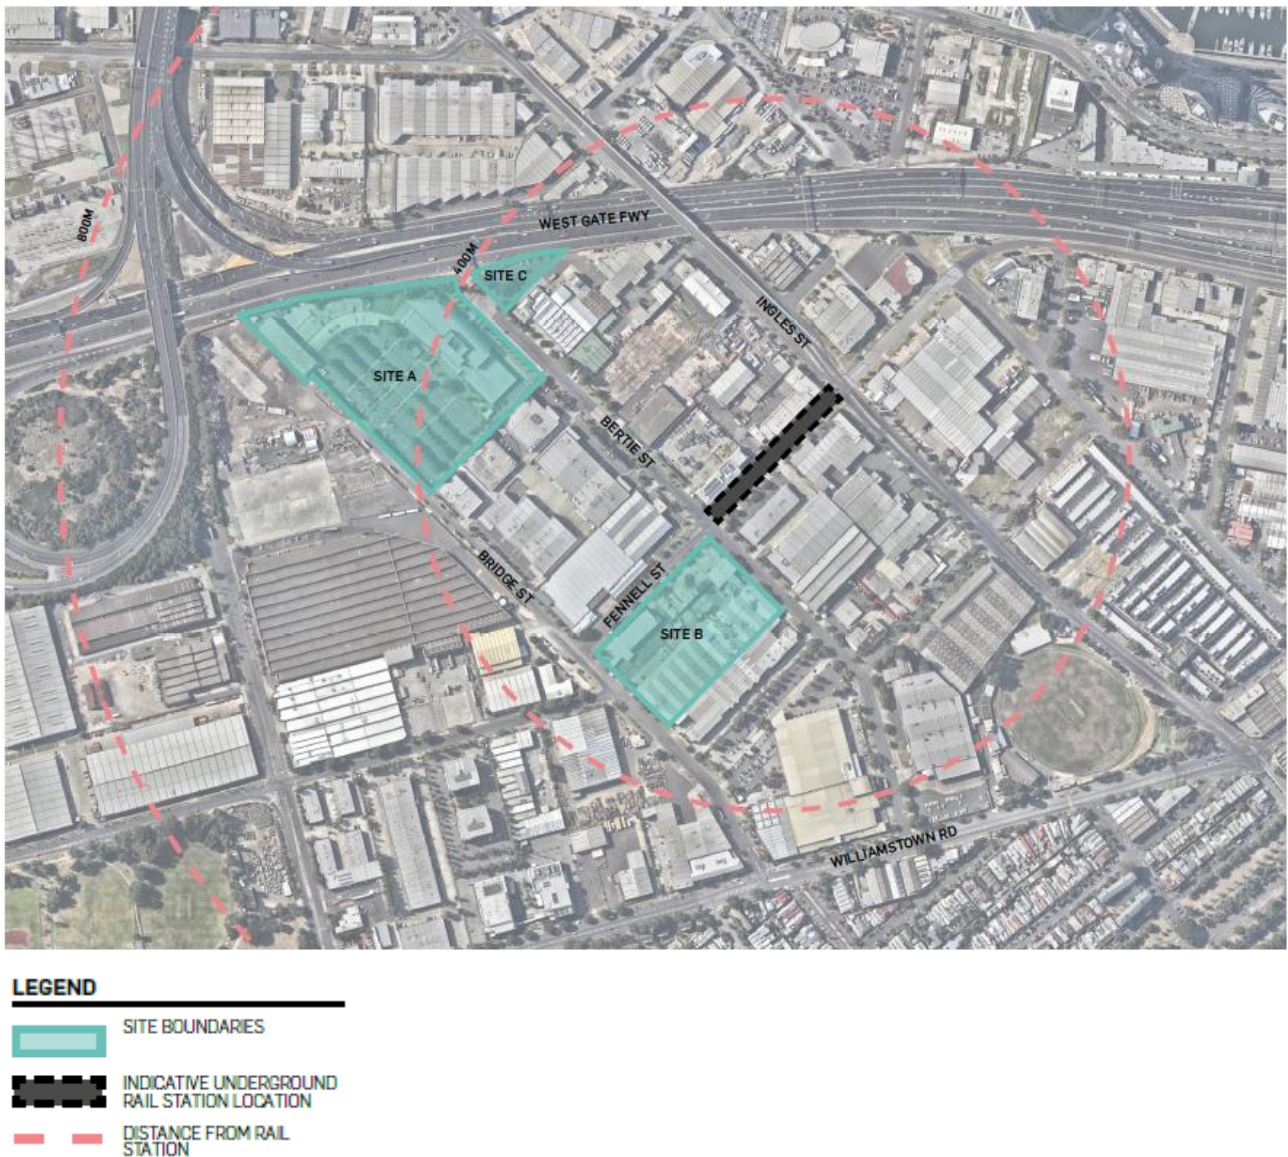 800M
WEST GATE FWY
400M
SITE C
INGLES ST
SITE A
BERTIE ST
BRIDGE ST
FENNELL ST
SITE B
WILLIAMSTOWN RD
LEGEND
SITE BOUNDARIES
INDICATIVE UNDERGROUND
RAIL STATION LOCATION
DISTANCE FROM RAIL
STATION